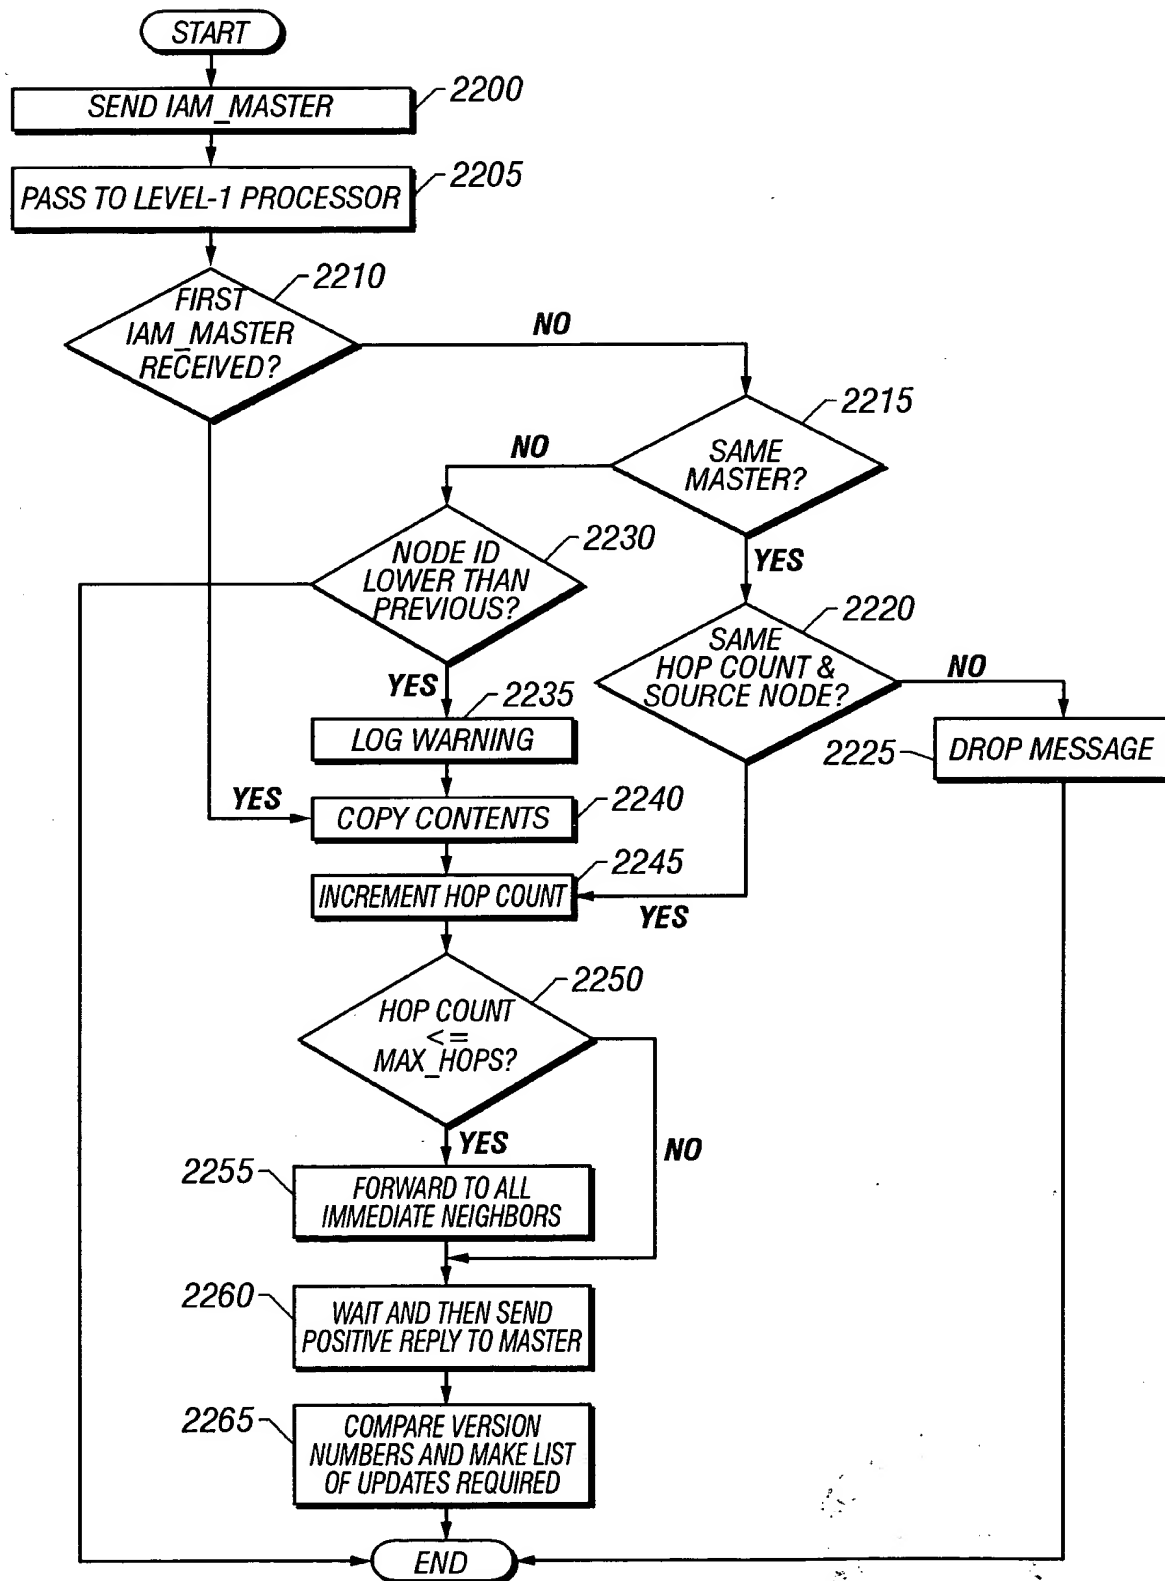 START
SEND IAM_MASTER
2200
PASS TO LEVEL-1 PROCESSOR
2205
FIRST
IAM_MASTER
RECEIVED?
2210
NO
SAME
MASTER?
2215
NO
YES
NODE ID
LOWER THAN
PREVIOUS?
2230
YES
SAME
HOP COUNT &
SOURCE NODE?
2220
NO
LOG WARNING
2235
DROP MESSAGE
2225
YES
COPY CONTENTS
2240
INCREMENT HOP COUNT
2245
YES
HOP COUNT
<=
MAX_HOPS?
2250
YES
NO
2255
FORWARD TO ALL
IMMEDIATE NEIGHBORS
2260
WAIT AND THEN SEND
POSITIVE REPLY TO MASTER
2265
COMPARE VERSION
NUMBERS AND MAKE LIST
OF UPDATES REQUIRED
END